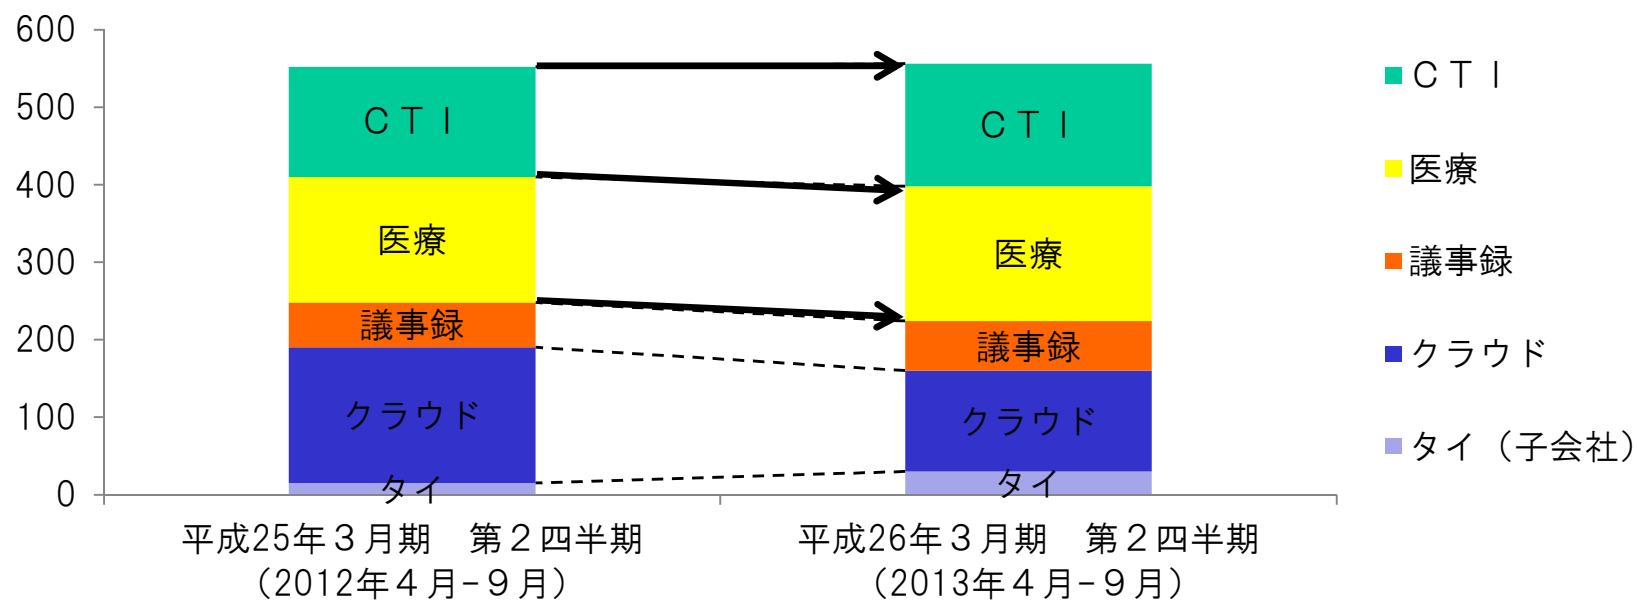 600
500
400
300
200
100
0
ＣＴＩ
医療
議事録
クラウド
タイ
ＣＴＩ
医療
議事録
クラウド
タイ
平成25年３月期　第２四半期
（2012年４月-９月）
平成26年３月期　第２四半期
（2013年４月-９月）
ＣＴＩ
医療
議事録
クラウド
タイ（子会社）